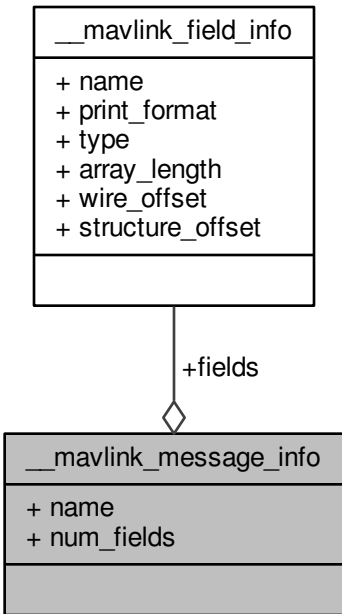 __mavlink_field_info
+ name
+ print_format
+ type
+ array_length
+ wire_offset
+ structure_offset
+fields
__mavlink_message_info
+ name
+ num_fields